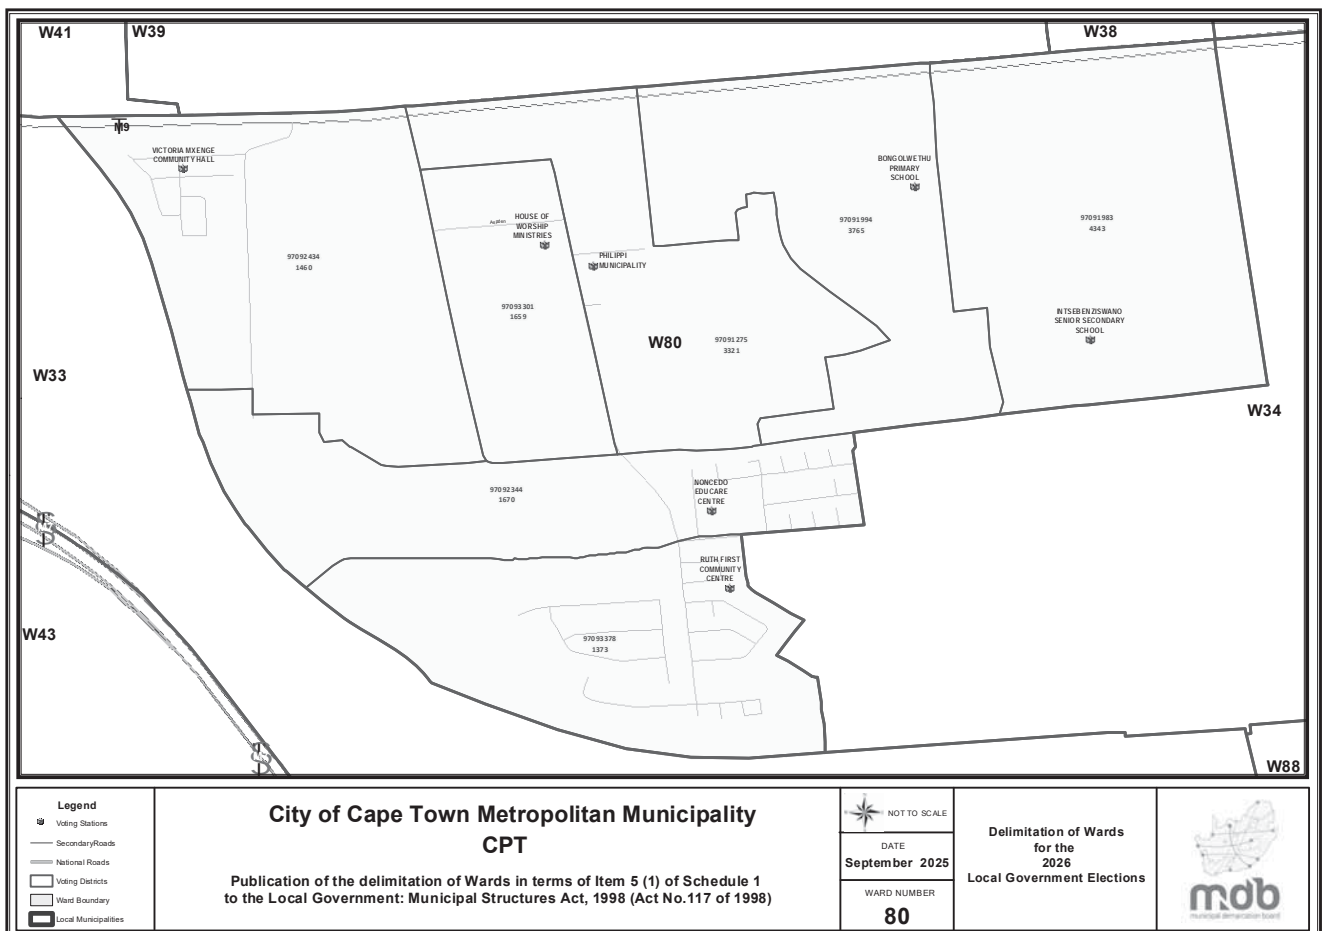 W41
W39
W38
M9
VICTORIA MXENGE
COMMUNITY HALL
BONGOLWETHU
PRIMARY
SCHOOL
HOUSE OF
WORSHIP
MINISTRIES
97091994
3765
97091983
4343
97092434
1460
PHILIPPI
MUNICIPALITY
97093301
1659
INTSEBENZISWANO
SENIOR SECONDARY
SCHOOL
W80
97091275
3321
W33
W34
97092344
1670
NONCEDO
EDUCARE
CENTRE
RUTH FIRST
COMMUNITY
CENTRE
W43
97093378
1373
W88
Legend
Voting Stations
SecondaryRoads
National Roads
Voting Districts
Ward Boundary
Local Municipalities
City of Cape Town Metropolitan Municipality
CPT
Publication of the delimitation of Wards in terms of Item 5 (1) of Schedule 1
to the Local Government: Municipal Structures Act, 1998 (Act No.117 of 1998)
NOT TO SCALE
DATE
September 2025
WARD NUMBER
80
Delimitation of Wards
for the
2026
Local Government Elections
mdb
municipal demarcation board